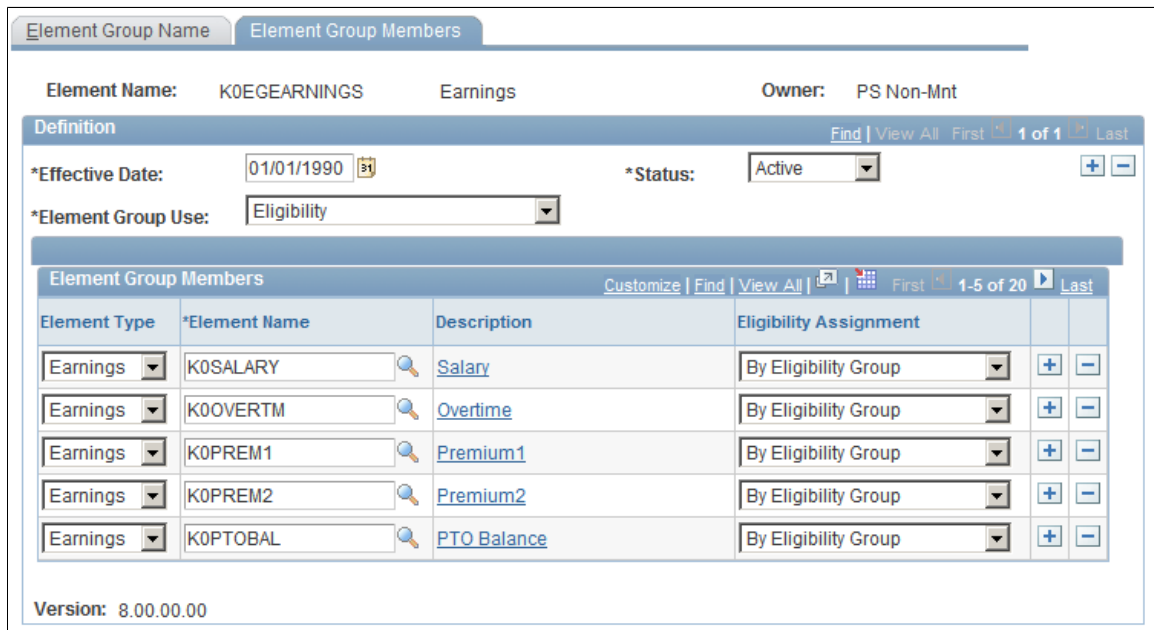 Element Group Name Element Group Members
Element Name: K0EGEARNINGS Earnings Owner: PS Non-Mnt
Definition Find | View All First 1 of 1 Last
*Effective Date: 01/01/1990 31 *Status: Active
*Element Group Use: Eligibility
Element Group Members Customize | Find | View All | | First 1-5 of 20 Last
Element Type *Element Name Description Eligibility Assignment
Earnings K0SALARY Salary By Eligibility Group
Earnings K0OVERTM Overtime By Eligibility Group
Earnings K0PREM1 Premium1 By Eligibility Group
Earnings K0PREM2 Premium2 By Eligibility Group
Earnings K0PTOBAL PTO Balance By Eligibility Group
Version: 8.00.00.00